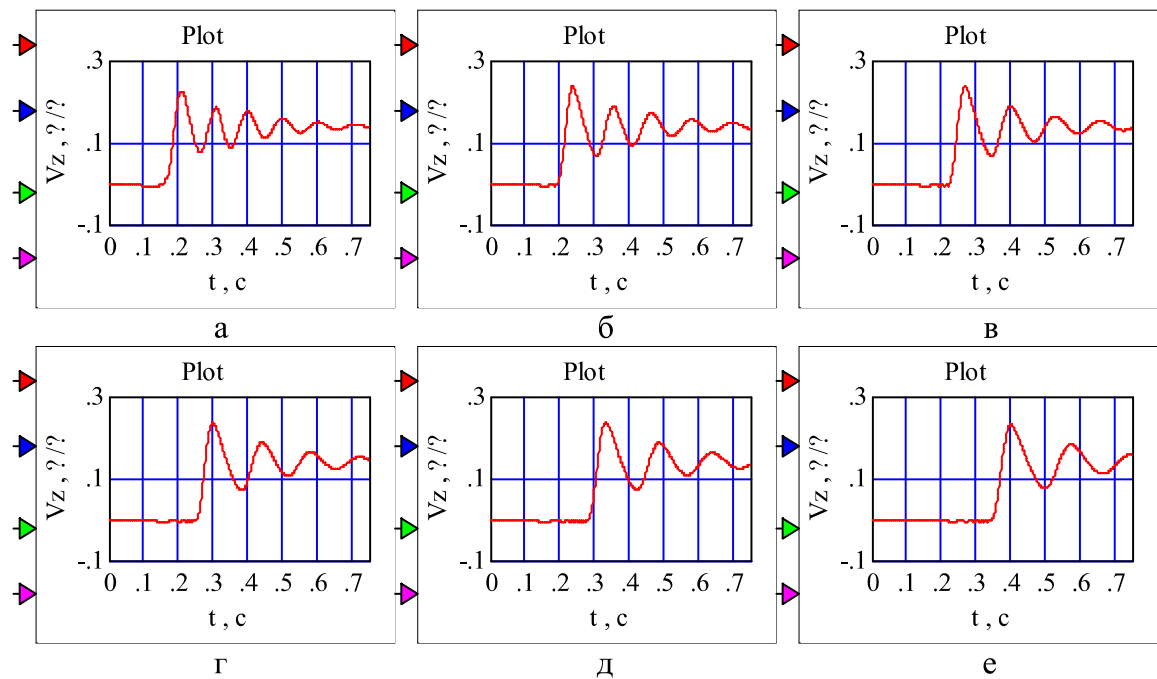 Plot
.3
.1
-.1
Vz , ?/?
0 .1 .2 .3 .4 .5 .6 .7
t , c
а
Plot
.3
.1
-.1
Vz , ?/?
0 .1 .2 .3 .4 .5 .6 .7
t , c
б
Plot
.3
.1
-.1
Vz , ?/?
0 .1 .2 .3 .4 .5 .6 .7
t , c
в
Plot
.3
.1
-.1
Vz , ?/?
0 .1 .2 .3 .4 .5 .6 .7
t , c
г
Plot
.3
.1
-.1
Vz , ?/?
0 .1 .2 .3 .4 .5 .6 .7
t , c
д
Plot
.3
.1
-.1
Vz , ?/?
0 .1 .2 .3 .4 .5 .6 .7
t , c
е